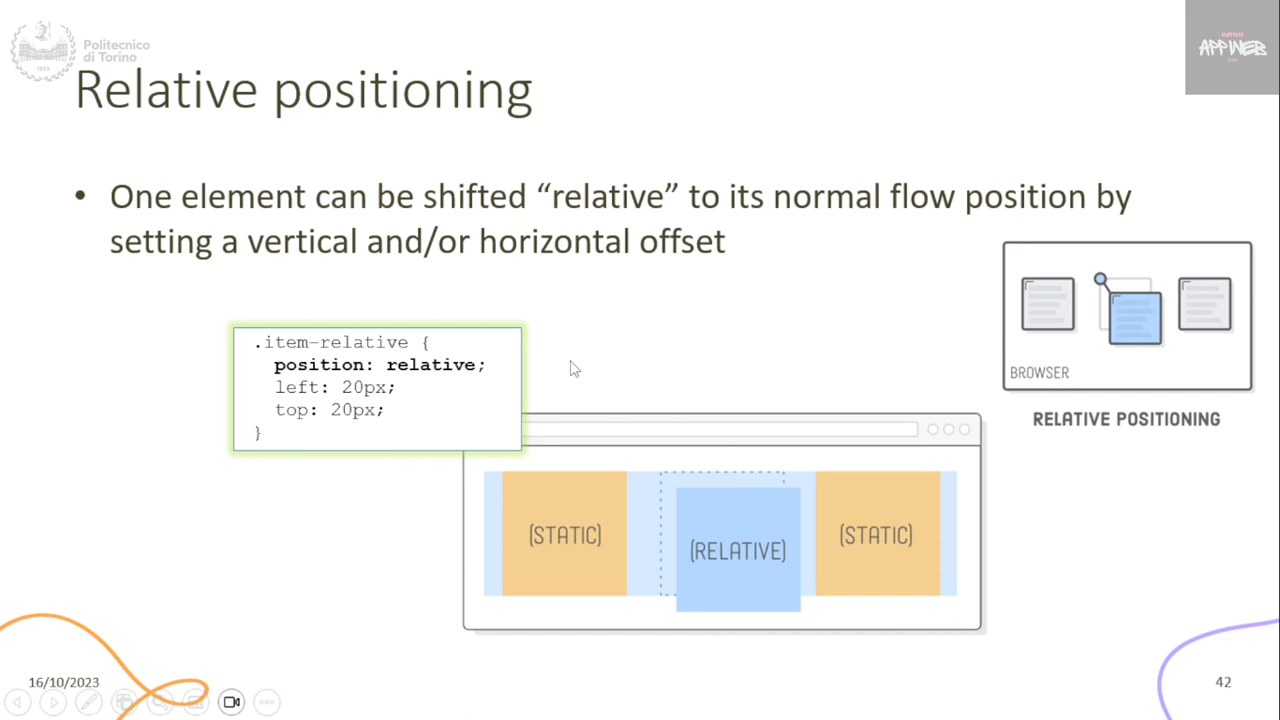 Politecnico
di Torino
1859
INTRO
APPWEB
Relative positioning
• One element can be shifted “relative” to its normal flow position by
setting a vertical and/or horizontal offset
.item-relative {
position: relative;
left: 20px;
top: 20px;
}
BROWSER
RELATIVE POSITIONING
(STATIC)
(RELATIVE)
(STATIC)
16/10/2023
42